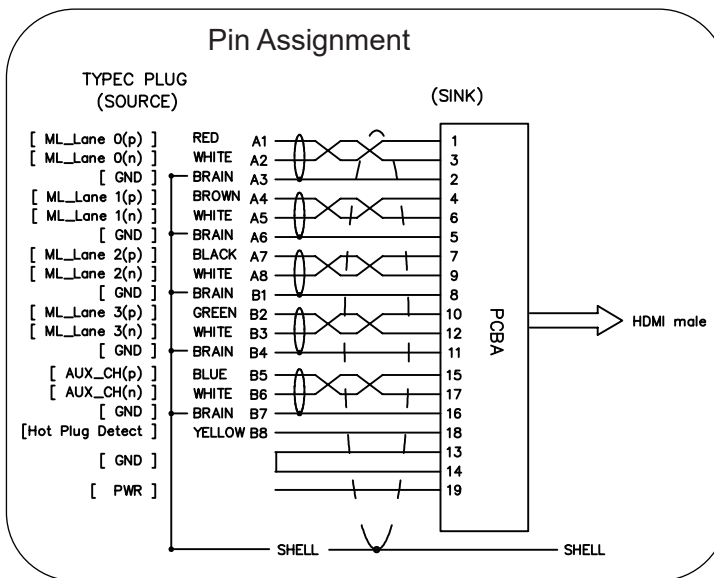 Pin Assignment
TYPEC PLUG
(SOURCE)
(SINK)
[ ML_Lane 0(p) ] RED A1 1
[ ML_Lane 0(n) ] WHITE A2 3
[ GND ] BRAIN A3 2
[ ML_Lane 1(p) ] BROWN A4 4
[ ML_Lane 1(n) ] WHITE A5 6
[ GND ] BRAIN A6 5
[ ML_Lane 2(p) ] BLACK A7 7
[ ML_Lane 2(n) ] WHITE A8 9
[ GND ] BRAIN B1 8
[ ML_Lane 3(p) ] GREEN B2 10
[ ML_Lane 3(n) ] WHITE B3 12
[ GND ] BRAIN B4 11
[ AUX_CH(p) ] BLUE B5 15
[ AUX_CH(n) ] WHITE B6 17
[ GND ] BRAIN B7 16
[Hot Plug Detect ] YELLOW B8 18
[ GND ] 13
14
[ PWR ] 19
PCBA
HDMI male
SHELL SHELL